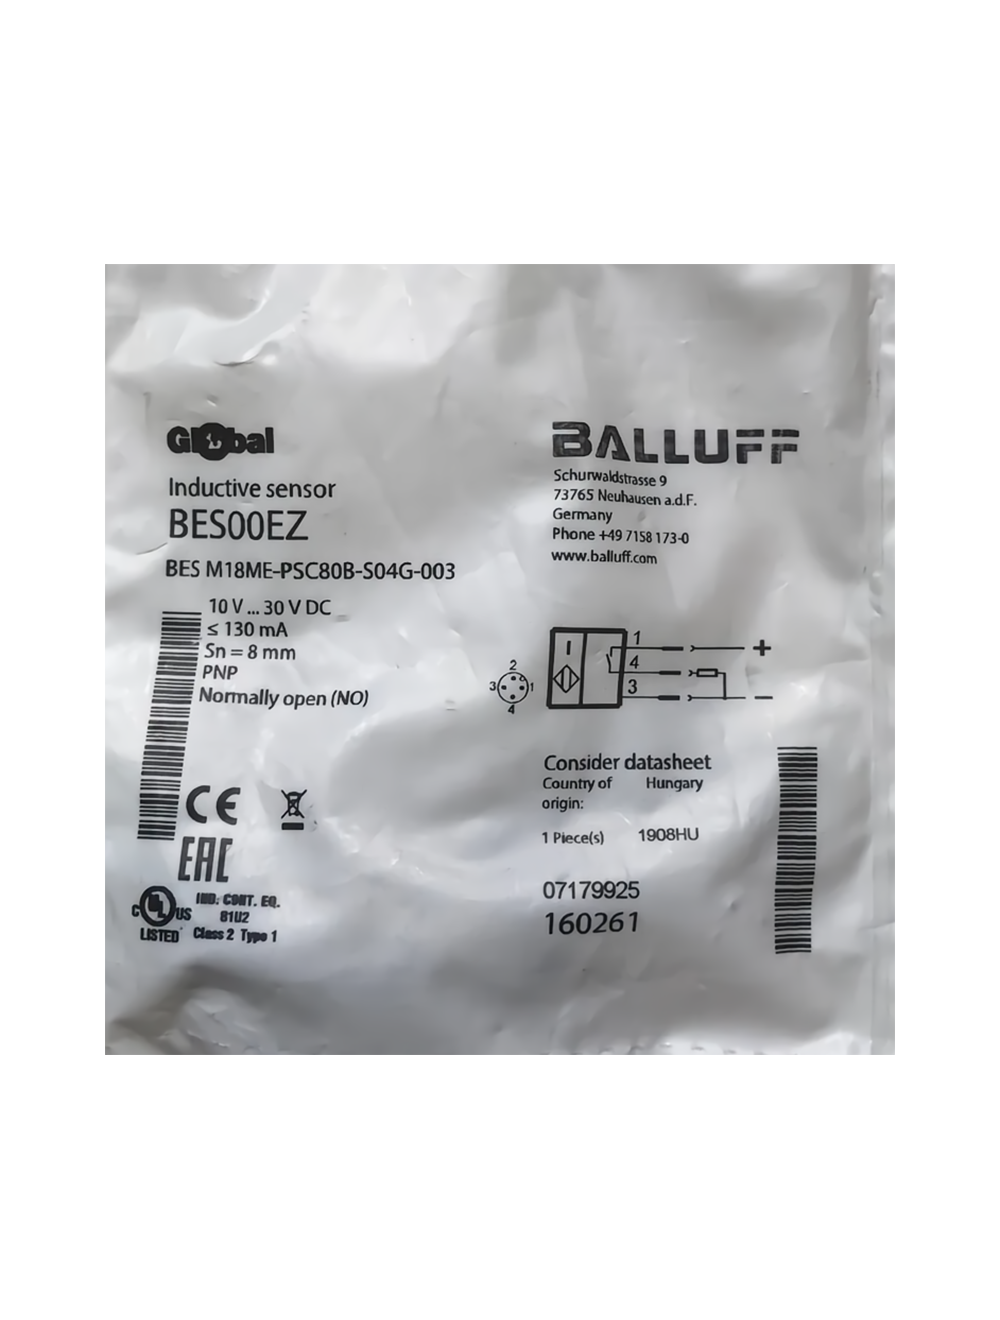 Global
Inductive sensor
BES00EZ
BES M18ME-PSC80B-S04G-003
10 V ... 30 V DC
≤ 130 mA
Sn = 8 mm
PNP
Normally open (NO)
CE
EAC
C UL US
LISTED
IND. CONT. EQ.
81U2
Class 2 Type 1
BALLUFF
Schurwaldstrasse 9
73765 Neuhausen a.d.F.
Germany
Phone +49 7158 173-0
www.balluff.com
2
3 1
4
1 +
4
3 −
Consider datasheet
Country of Hungary
origin:
1 Piece(s) 1908HU
07179925
160261